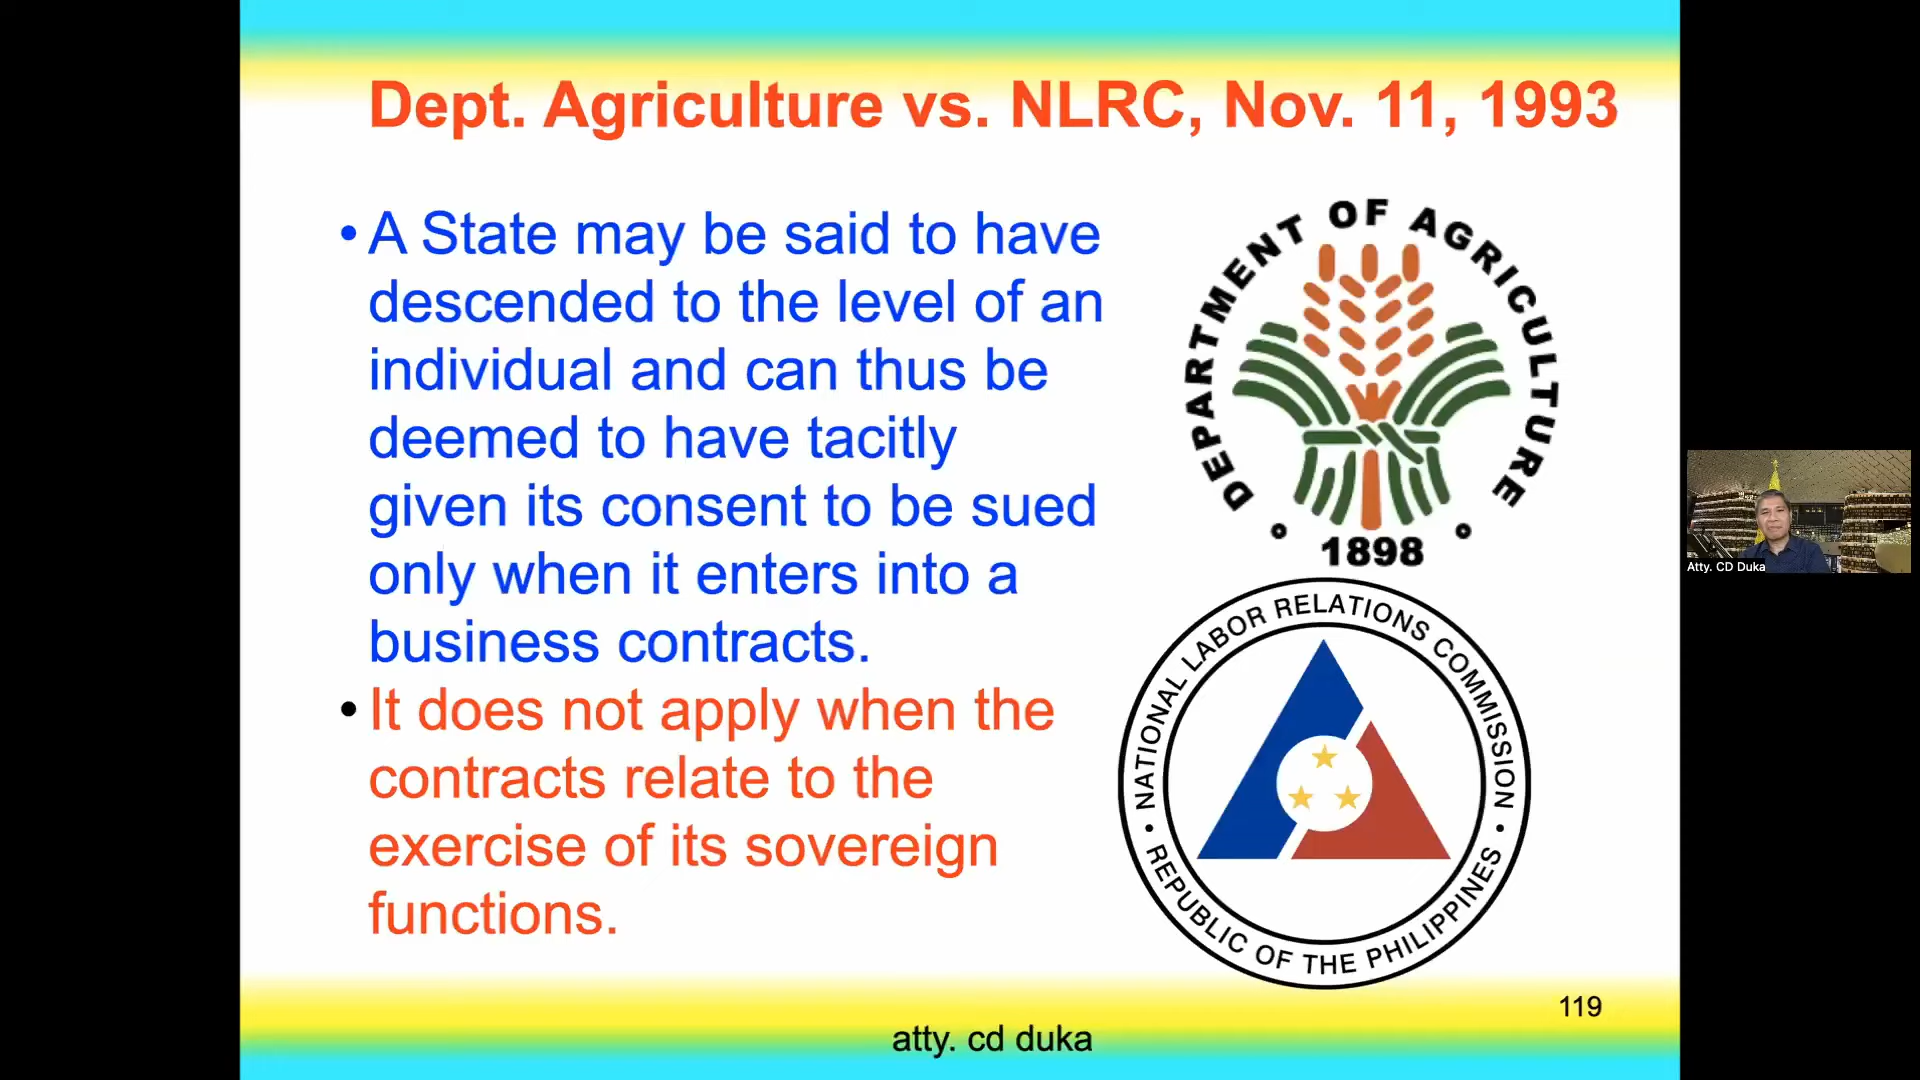 Dept. Agriculture vs. NLRC, Nov. 11, 1993
• A State may be said to have
descended to the level of an
individual and can thus be
deemed to have tacitly
given its consent to be sued
only when it enters into a
business contracts.
• It does not apply when the
contracts relate to the
exercise of its sovereign
functions.
DEPARTMENT OF AGRICULTURE
1898
NATIONAL LABOR RELATIONS COMMISSION
REPUBLIC OF THE PHILIPPINES
119
atty. cd duka
Atty. CD Duka